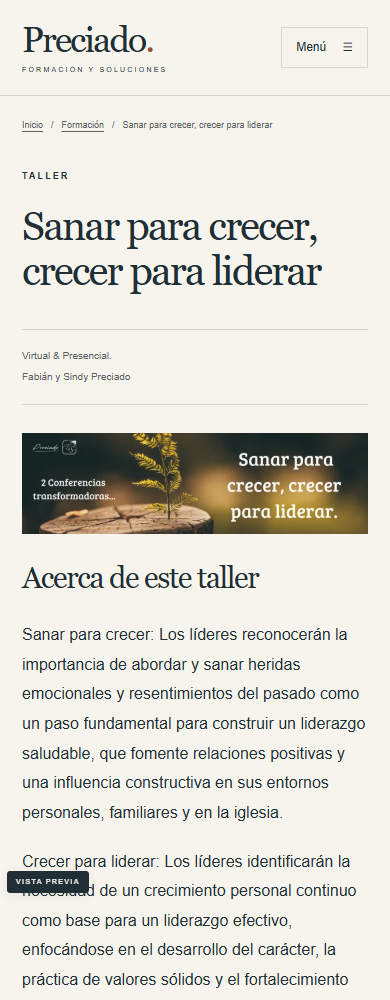 Preciado.
FORMACIÓN Y SOLUCIONES
Menú ☰
Inicio / Formación / Sanar para crecer, crecer para liderar
TALLER
Sanar para crecer,
crecer para liderar
Virtual & Presencial.
Fabián y Sindy Preciado
Preciado
2 Conferencias
transformadoras...
Sanar para
crecer, crecer
para liderar.
Acerca de este taller
Sanar para crecer: Los líderes reconocerán la
importancia de abordar y sanar heridas
emocionales y resentimientos del pasado como
un paso fundamental para construir un liderazgo
saludable, que fomente relaciones positivas y
una influencia constructiva en sus entornos
personales, familiares y en la iglesia.
Crecer para liderar: Los líderes identificarán la
VISTA PREVIA
necesidad de un crecimiento personal continuo
como base para un liderazgo efectivo,
enfocándose en el desarrollo del carácter, la
práctica de valores sólidos y el fortalecimiento